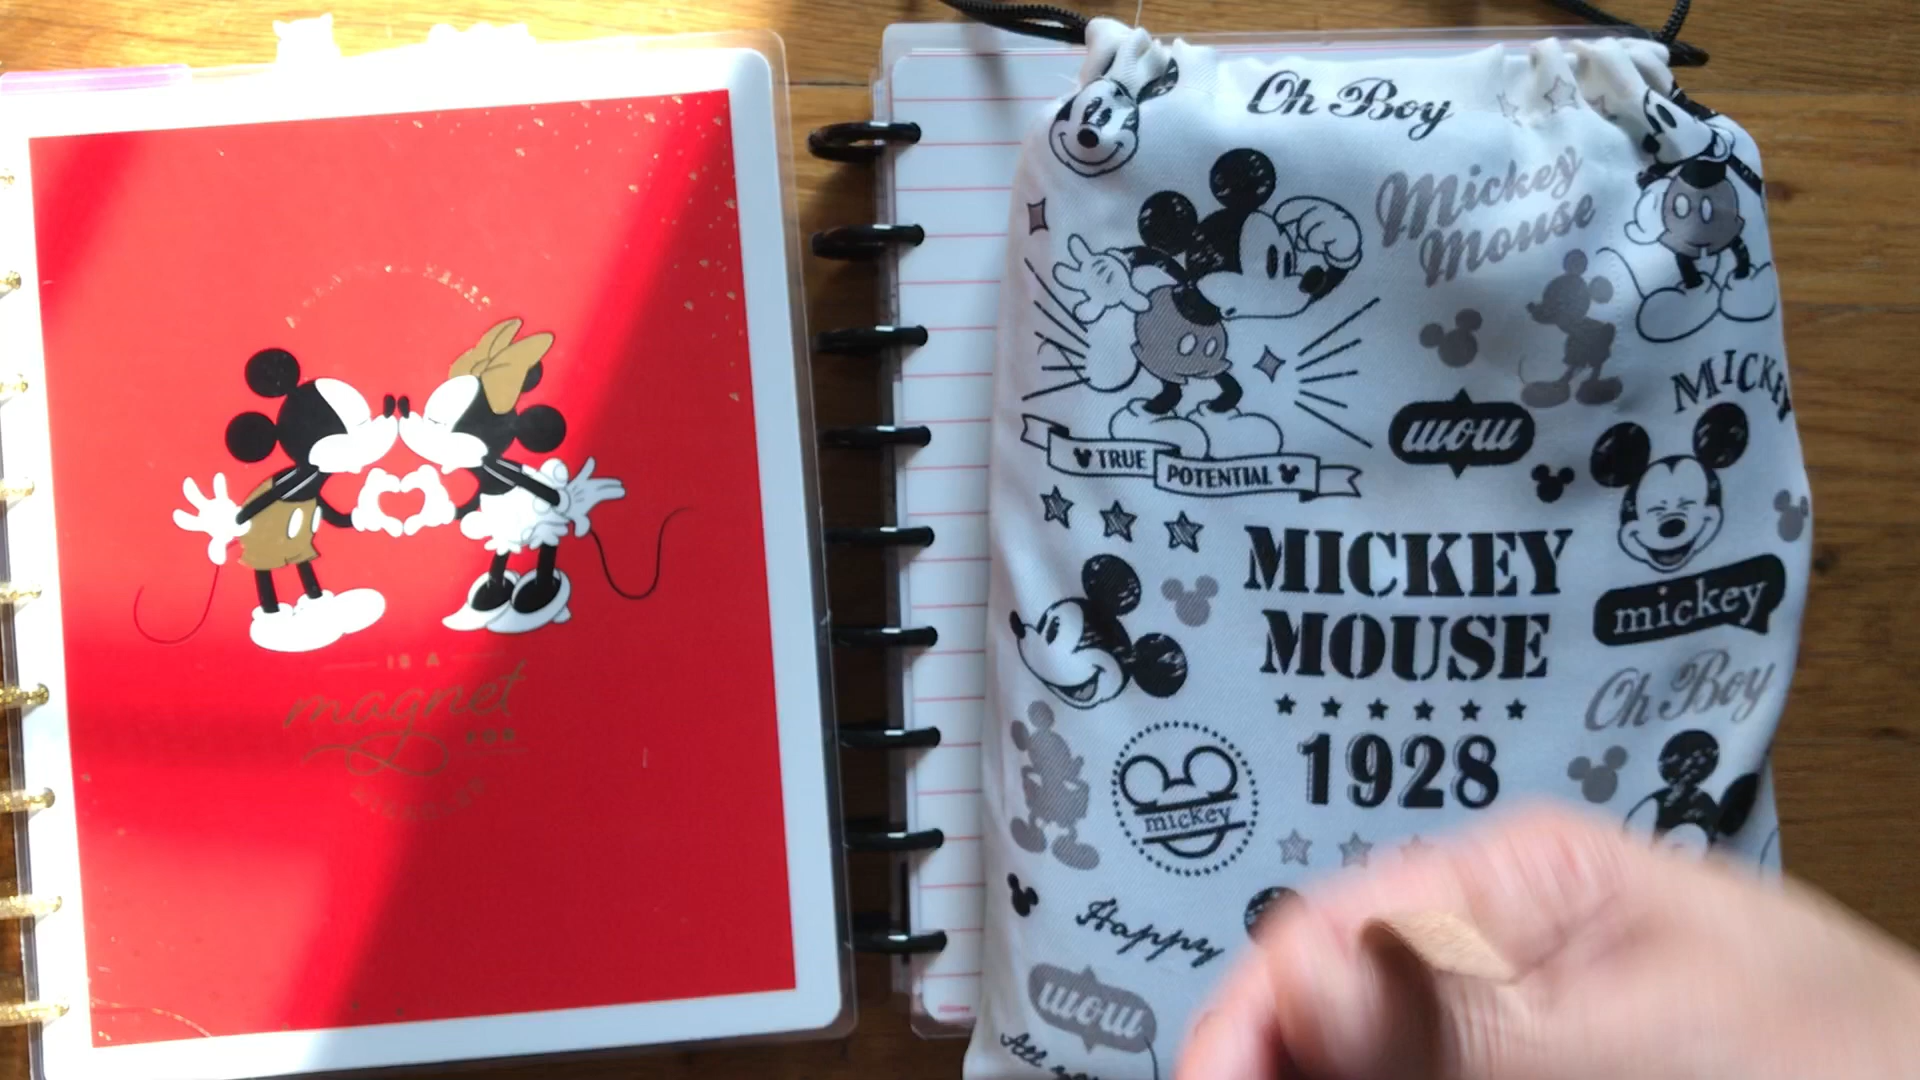 IS A
magnet
FOR
Oh Boy
Mickey
Mouse
MICKEY
wow
TRUE POTENTIAL
MICKEY
MOUSE
1928
mickey
Oh Boy
mickey
Happy
wow